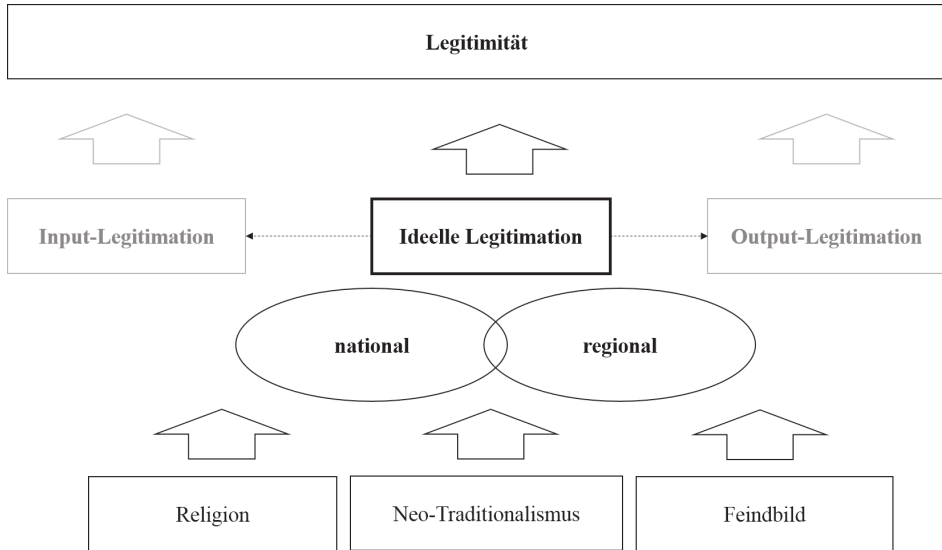 Legitimität
Input-Legitimation
Ideelle Legitimation
Output-Legitimation
national
regional
Religion
Neo-Traditionalismus
Feindbild